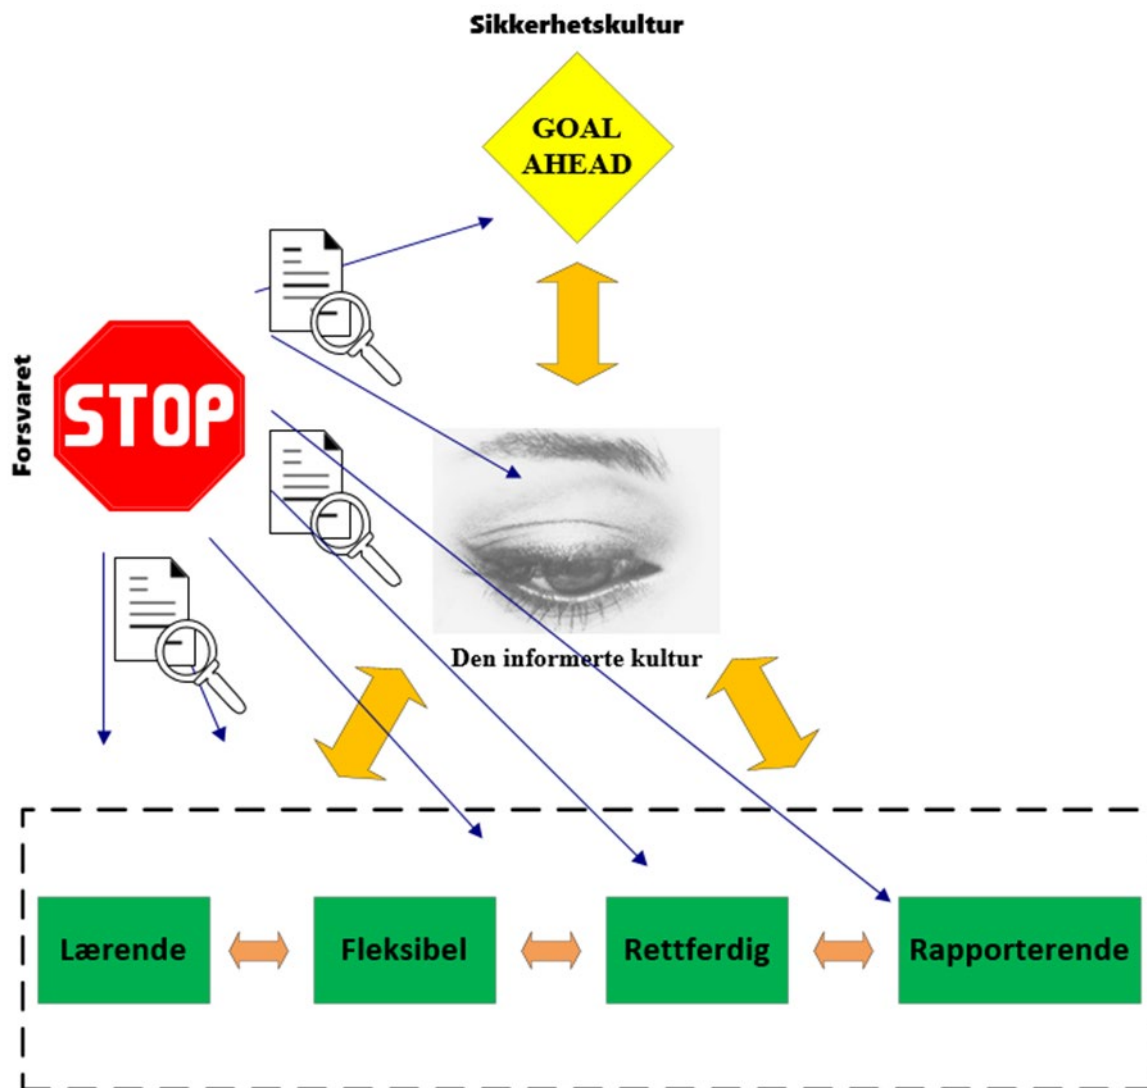 Sikkerhetskultur
GOAL
AHEAD
Forsvaret
STOP
Den informerte kultur
Lærende
Fleksibel
Rettferdig
Rapporterende